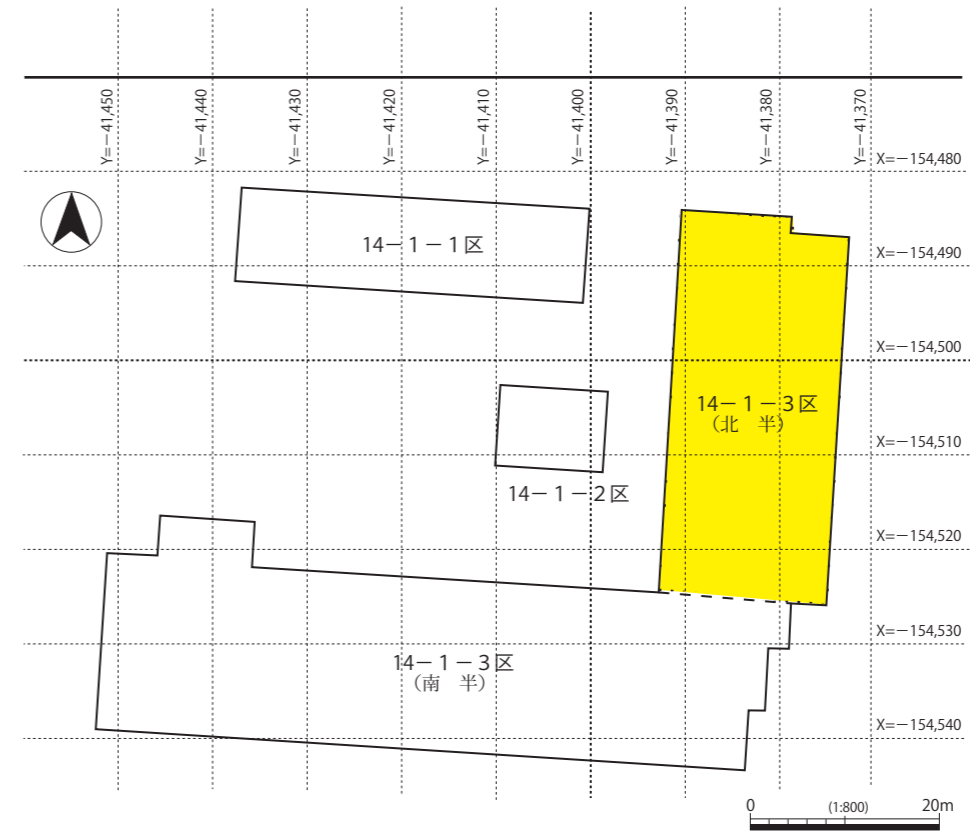 Y=－41,450
Y=－41,440
Y=－41,430
Y=－41,420
Y=－41,410
Y=－41,400
Y=－41,390
Y=－41,380
Y=－41,370
X=－154,480
14－1－1区
X=－154,490
X=－154,500
14－1－3区
（北　半）
X=－154,510
14－1－2区
X=－154,520
X=－154,530
14－1－3区
（南　半）
X=－154,540
0 (1:800) 20m